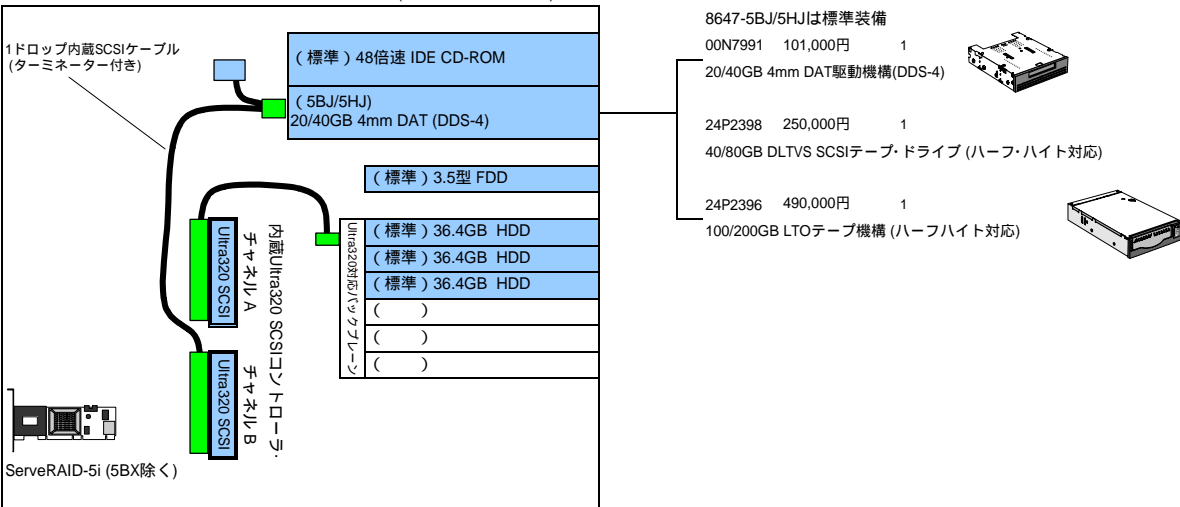 1ドロップ内蔵SCSIケーブル
(ターミネーター付き)
(標準)48倍速 IDE CD-ROM
(5BJ/5HJ)
20/40GB 4mm DAT (DDS-4)
(標準)3.5型 FDD
Ultra320対応バックプレーン
(標準)36.4GB HDD
(標準)36.4GB HDD
(標準)36.4GB HDD
(　　)
(　　)
(　　)
Ultra320 SCSI
チャネル A
内蔵Ultra320 SCSIコントローラ・
Ultra320 SCSI
チャネル B
ServeRAID-5i (5BX除く)
8647-5BJ/5HJは標準装備
00N7991 101,000円 1
20/40GB 4mm DAT駆動機構(DDS-4)
24P2398 250,000円 1
40/80GB DLTVS SCSIテープ・ドライブ (ハーフ・ハイト対応)
24P2396 490,000円 1
100/200GB LTOテープ機構 (ハーフハイト対応)